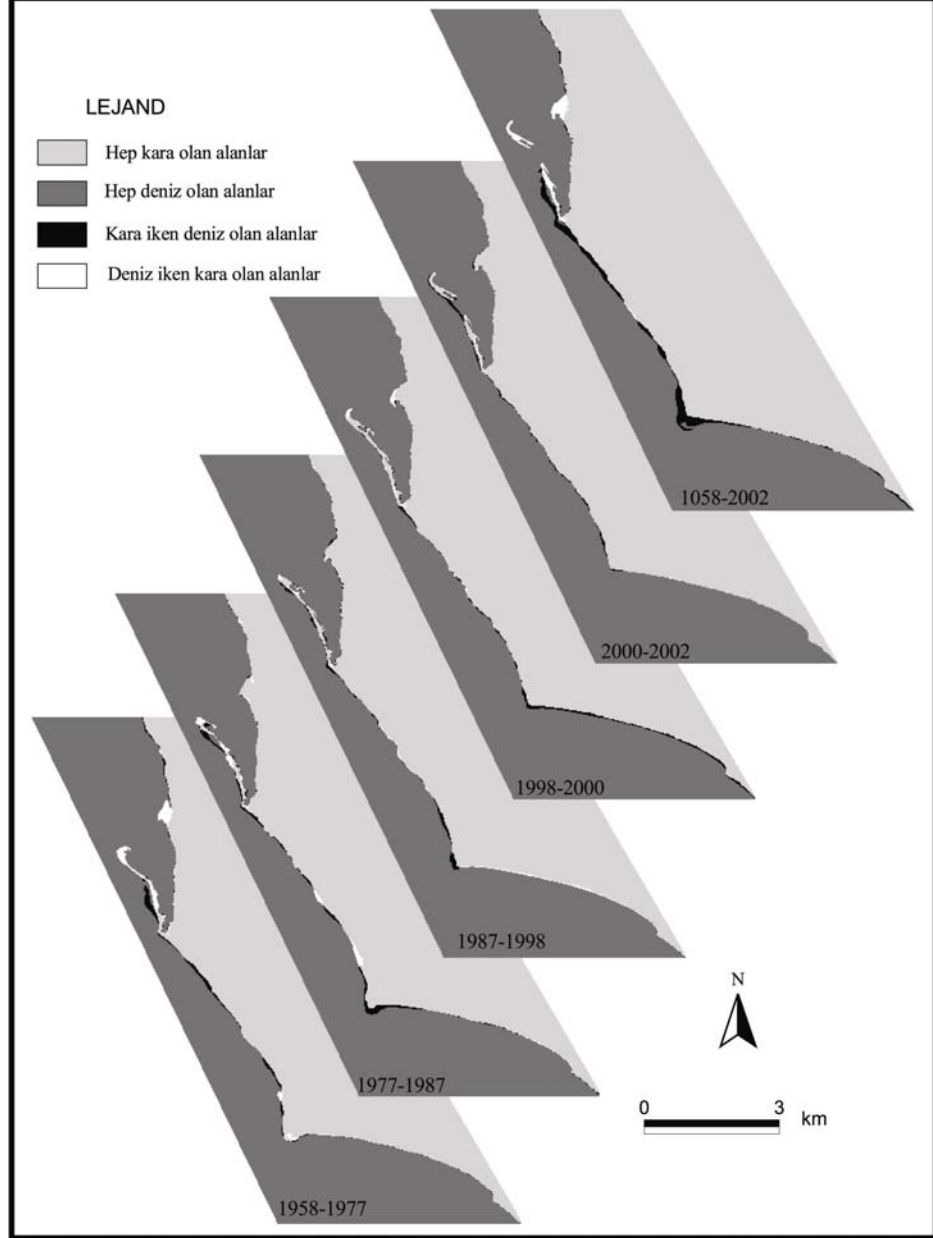 LEJAND
Hep kara olan alanlar
Hep deniz olan alanlar
Kara iken deniz olan alanlar
Deniz iken kara olan alanlar
1058-2002
2000-2002
1998-2000
1987-1998
1977-1987
1958-1977
N
0 3 km